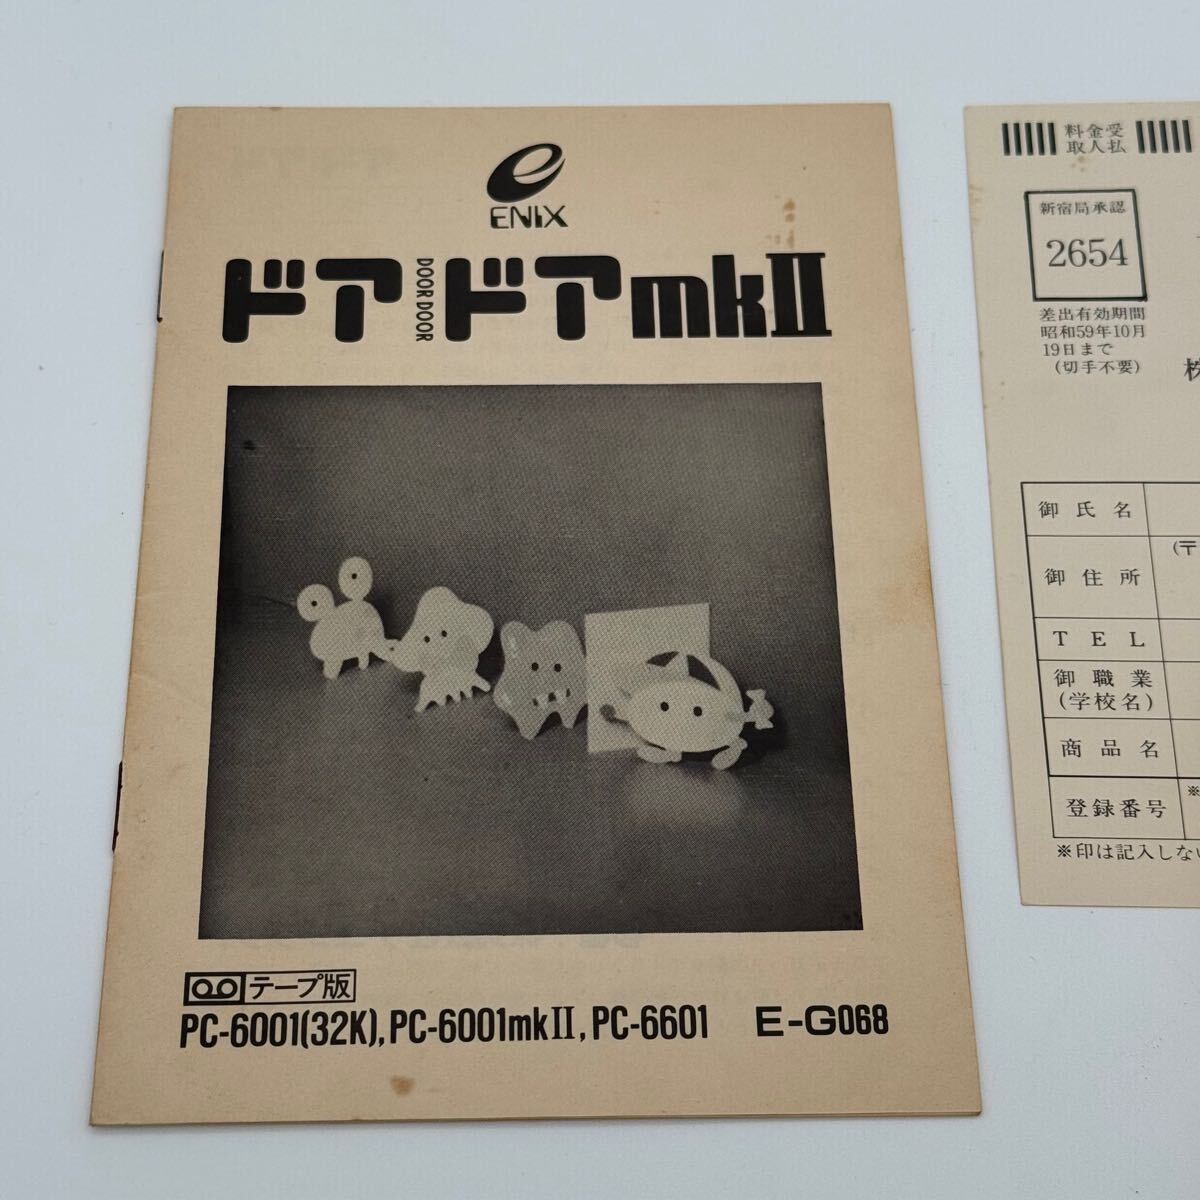 ENIX
ドアドアmkII
DOOR DOOR
テープ版
PC-6001(32K), PC-6001mkII, PC-6601
E-G068
料金受
取人払
新宿局承認
2654
差出有効期間
昭和59年10月
19日まで
(切手不要)
株
御氏名
御住所
(〒
TEL
御職業
(学校名)
商品名
登録番号
※
※印は記入しな